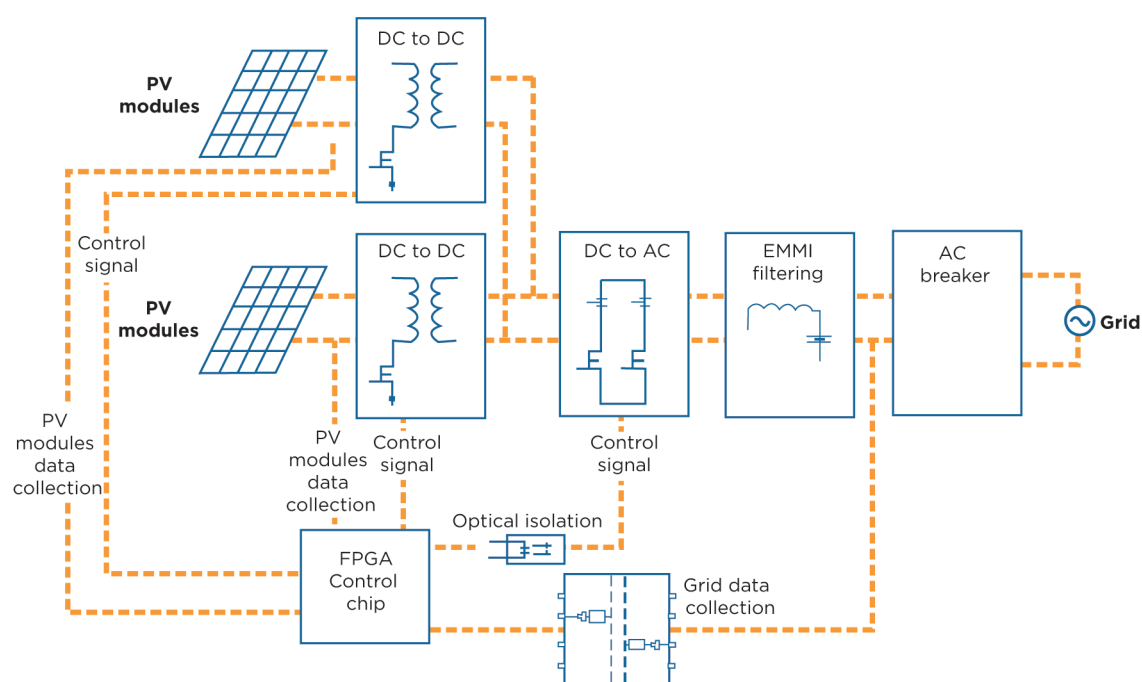 DC to DC
PV
modules
Control
signal
DC to DC
DC to AC
EMMI
filtering
AC
breaker
PV
modules
Grid
PV
modules
data
collection
PV
modules
data
collection
Control
signal
Control
signal
Optical isolation
FPGA
Control
chip
Grid data
collection